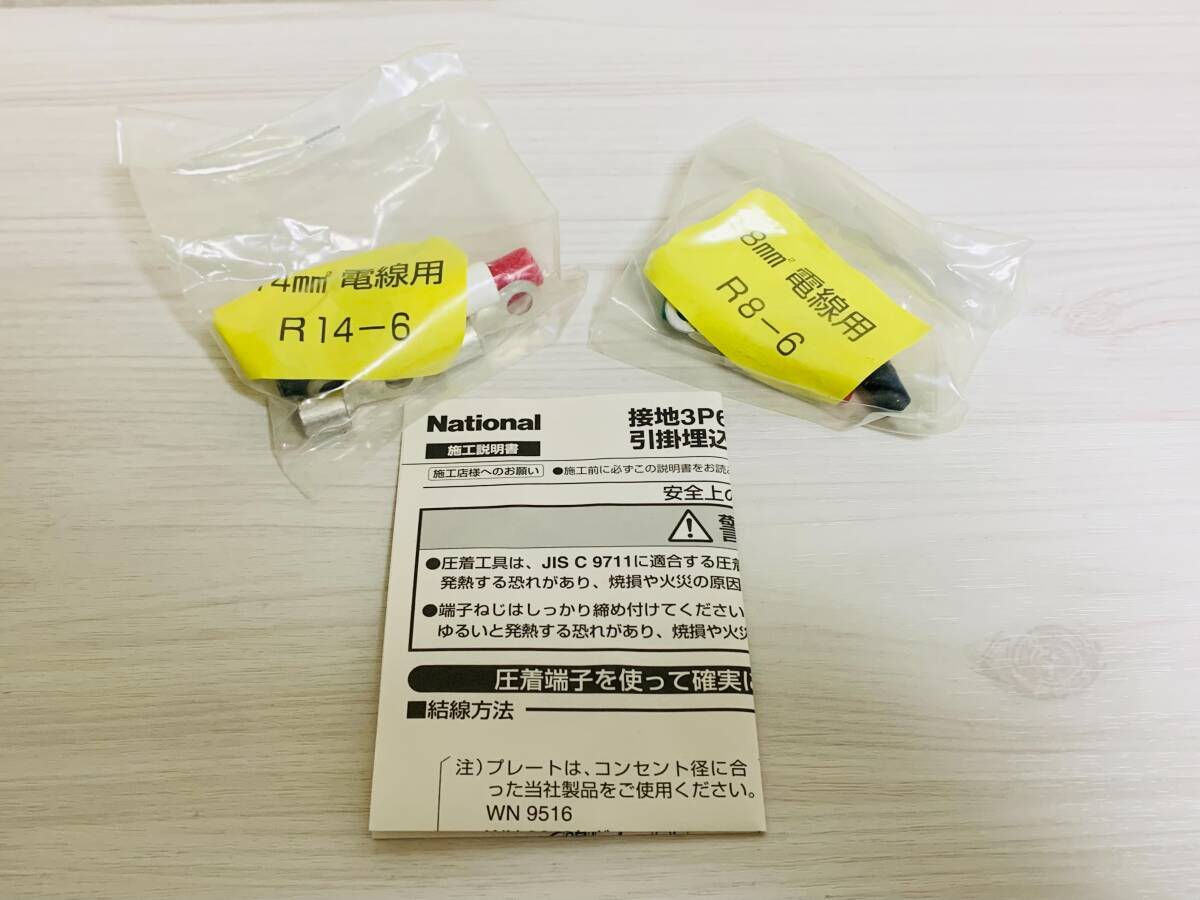 14mm² 電線用
R14-6
8mm² 電線用
R8-6
National
接地3P6
引掛埋込
施工説明書
施工店様へのお願い
●施工前に必ずこの説明書をお読み
安全上の
警
●圧着工具は、JIS C 9711に適合する圧着
発熱する恐れがあり、焼損や火災の原因
●端子ねじはしっかり締め付けてください
ゆるいと発熱する恐れがあり、焼損や火災
圧着端子を使って確実に
■結線方法
注)プレートは、コンセント径に合
った当社製品をご使用ください。
WN 9516